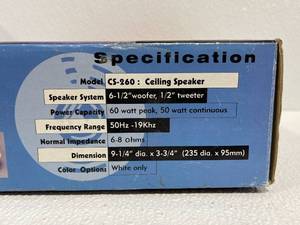 Specification
Model CS-260 : Ceiling Speaker
Speaker System 6-1/2"woofer, 1/2" tweeter
Power Capacity 60 watt peak, 50 watt continuous
Frequency Range 50Hz -19Khz
Normal Impedance 6-8 ohms
Dimension 9-1/4" dia. x 3-3/4" (235 dia. x 95mm)
Color Options White only